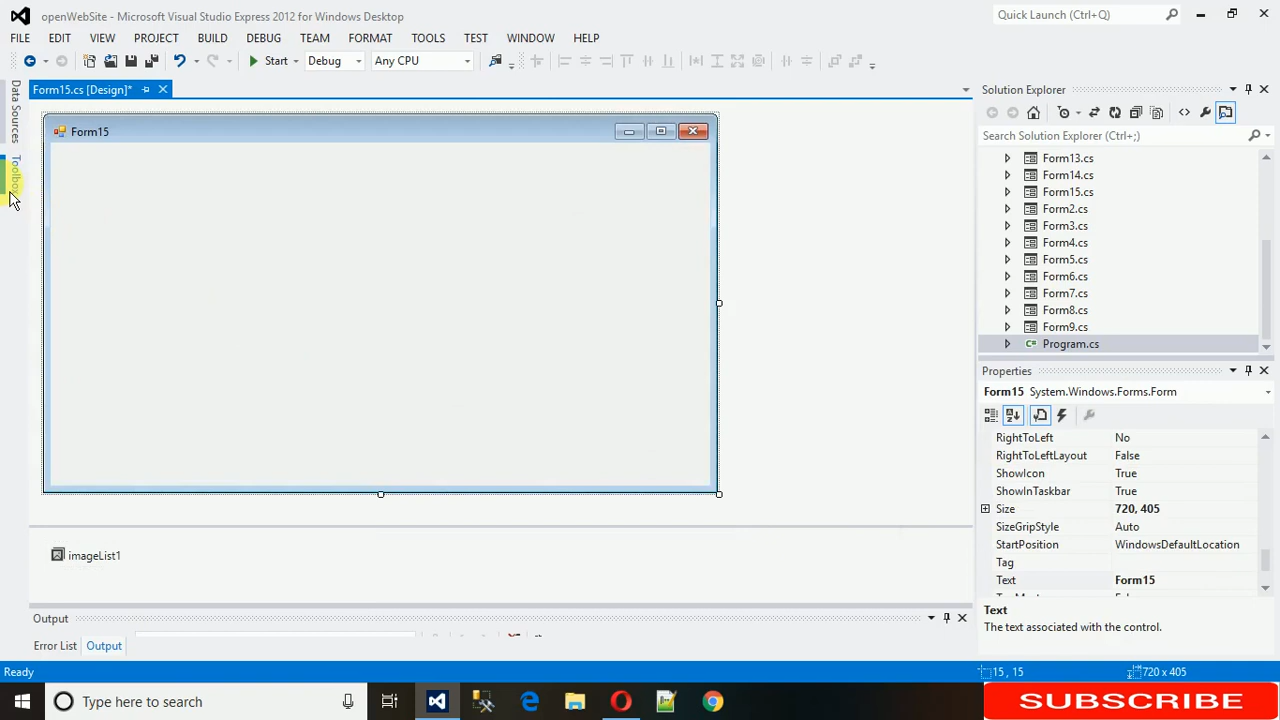 openWebSite - Microsoft Visual Studio Express 2012 for Windows Desktop
Quick Launch (Ctrl+Q)
FILE EDIT VIEW PROJECT BUILD DEBUG TEAM FORMAT TOOLS TEST WINDOW HELP
Start Debug Any CPU
Data Sources
Toolbox
Form15.cs [Design]*
Form15
imageList1
Output
Error List Output
Solution Explorer
Search Solution Explorer (Ctrl+;)
Form13.cs
Form14.cs
Form15.cs
Form2.cs
Form3.cs
Form4.cs
Form5.cs
Form6.cs
Form7.cs
Form8.cs
Form9.cs
Program.cs
Properties
Form15 System.Windows.Forms.Form
RightToLeft No
RightToLeftLayout False
ShowIcon True
ShowInTaskbar True
Size 720, 405
SizeGripStyle Auto
StartPosition WindowsDefaultLocation
Tag
Text Form15
Text
The text associated with the control.
Ready
15 , 15
720 x 405
Type here to search
SUBSCRIBE